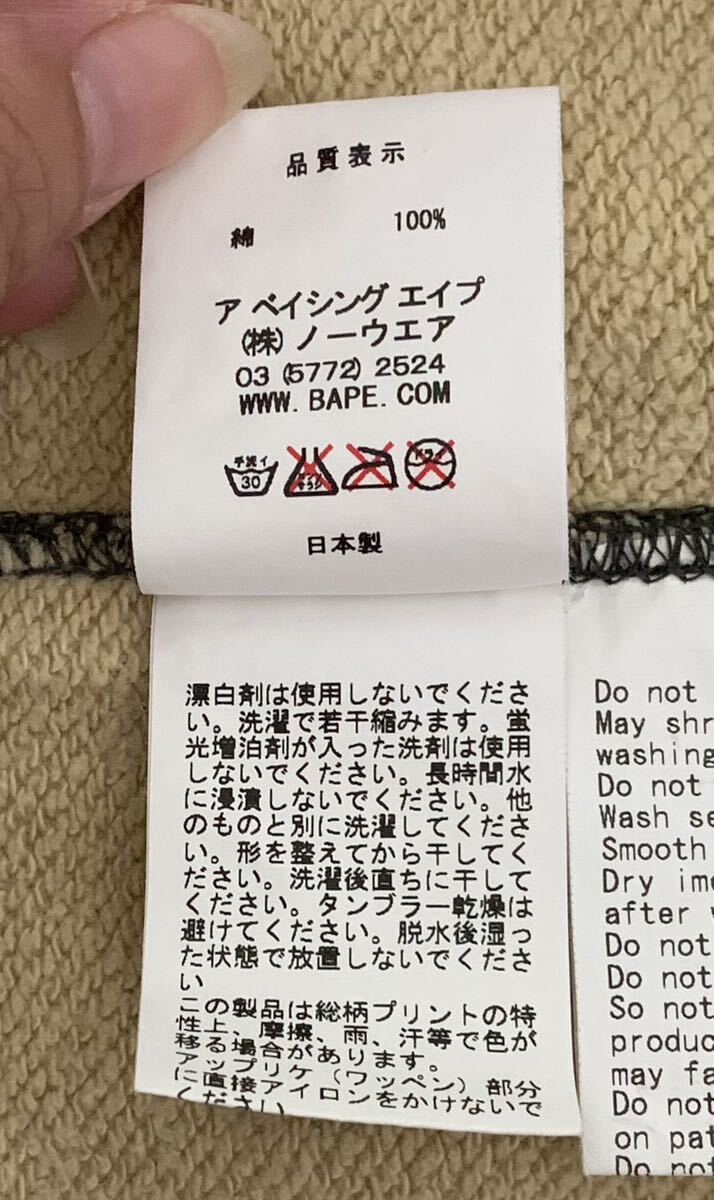 品質表示
綿 100%
ア ベイシング エイプ
(株) ノーウエア
03 (5772) 2524
WWW. BAPE. COM
手洗イ
30
ドライ
日本製
漂白剤は使用しないでくださ
い。洗濯で若干縮みます。蛍
光増泊剤が入った洗剤は使用
しないでください。長時間水
に浸漬しないでください。他
のものと別に洗濯してくださ
い。形を整えてから干してく
ださい。洗濯後直ちに干して
ください。タンブラー乾燥は
避けてください。脱水後湿っ
た状態で放置しないでくださ
い
この製品は総柄プリントの特
性上、摩擦、雨、汗等で色が
移る場合があります。
アップリケ（ワッペン）部分
に直接アイロンをかけないで
ください
Do not
May shr
washing
Do not
Wash se
Smooth
Dry imm
after w
Do not
Do not
So not
produc
may fa
Do not
on pat
Do not